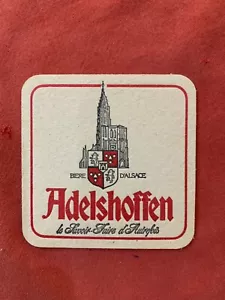 BIERE D'ALSACE
Adelshoffen
le Savoir-Faire d'Autrefois